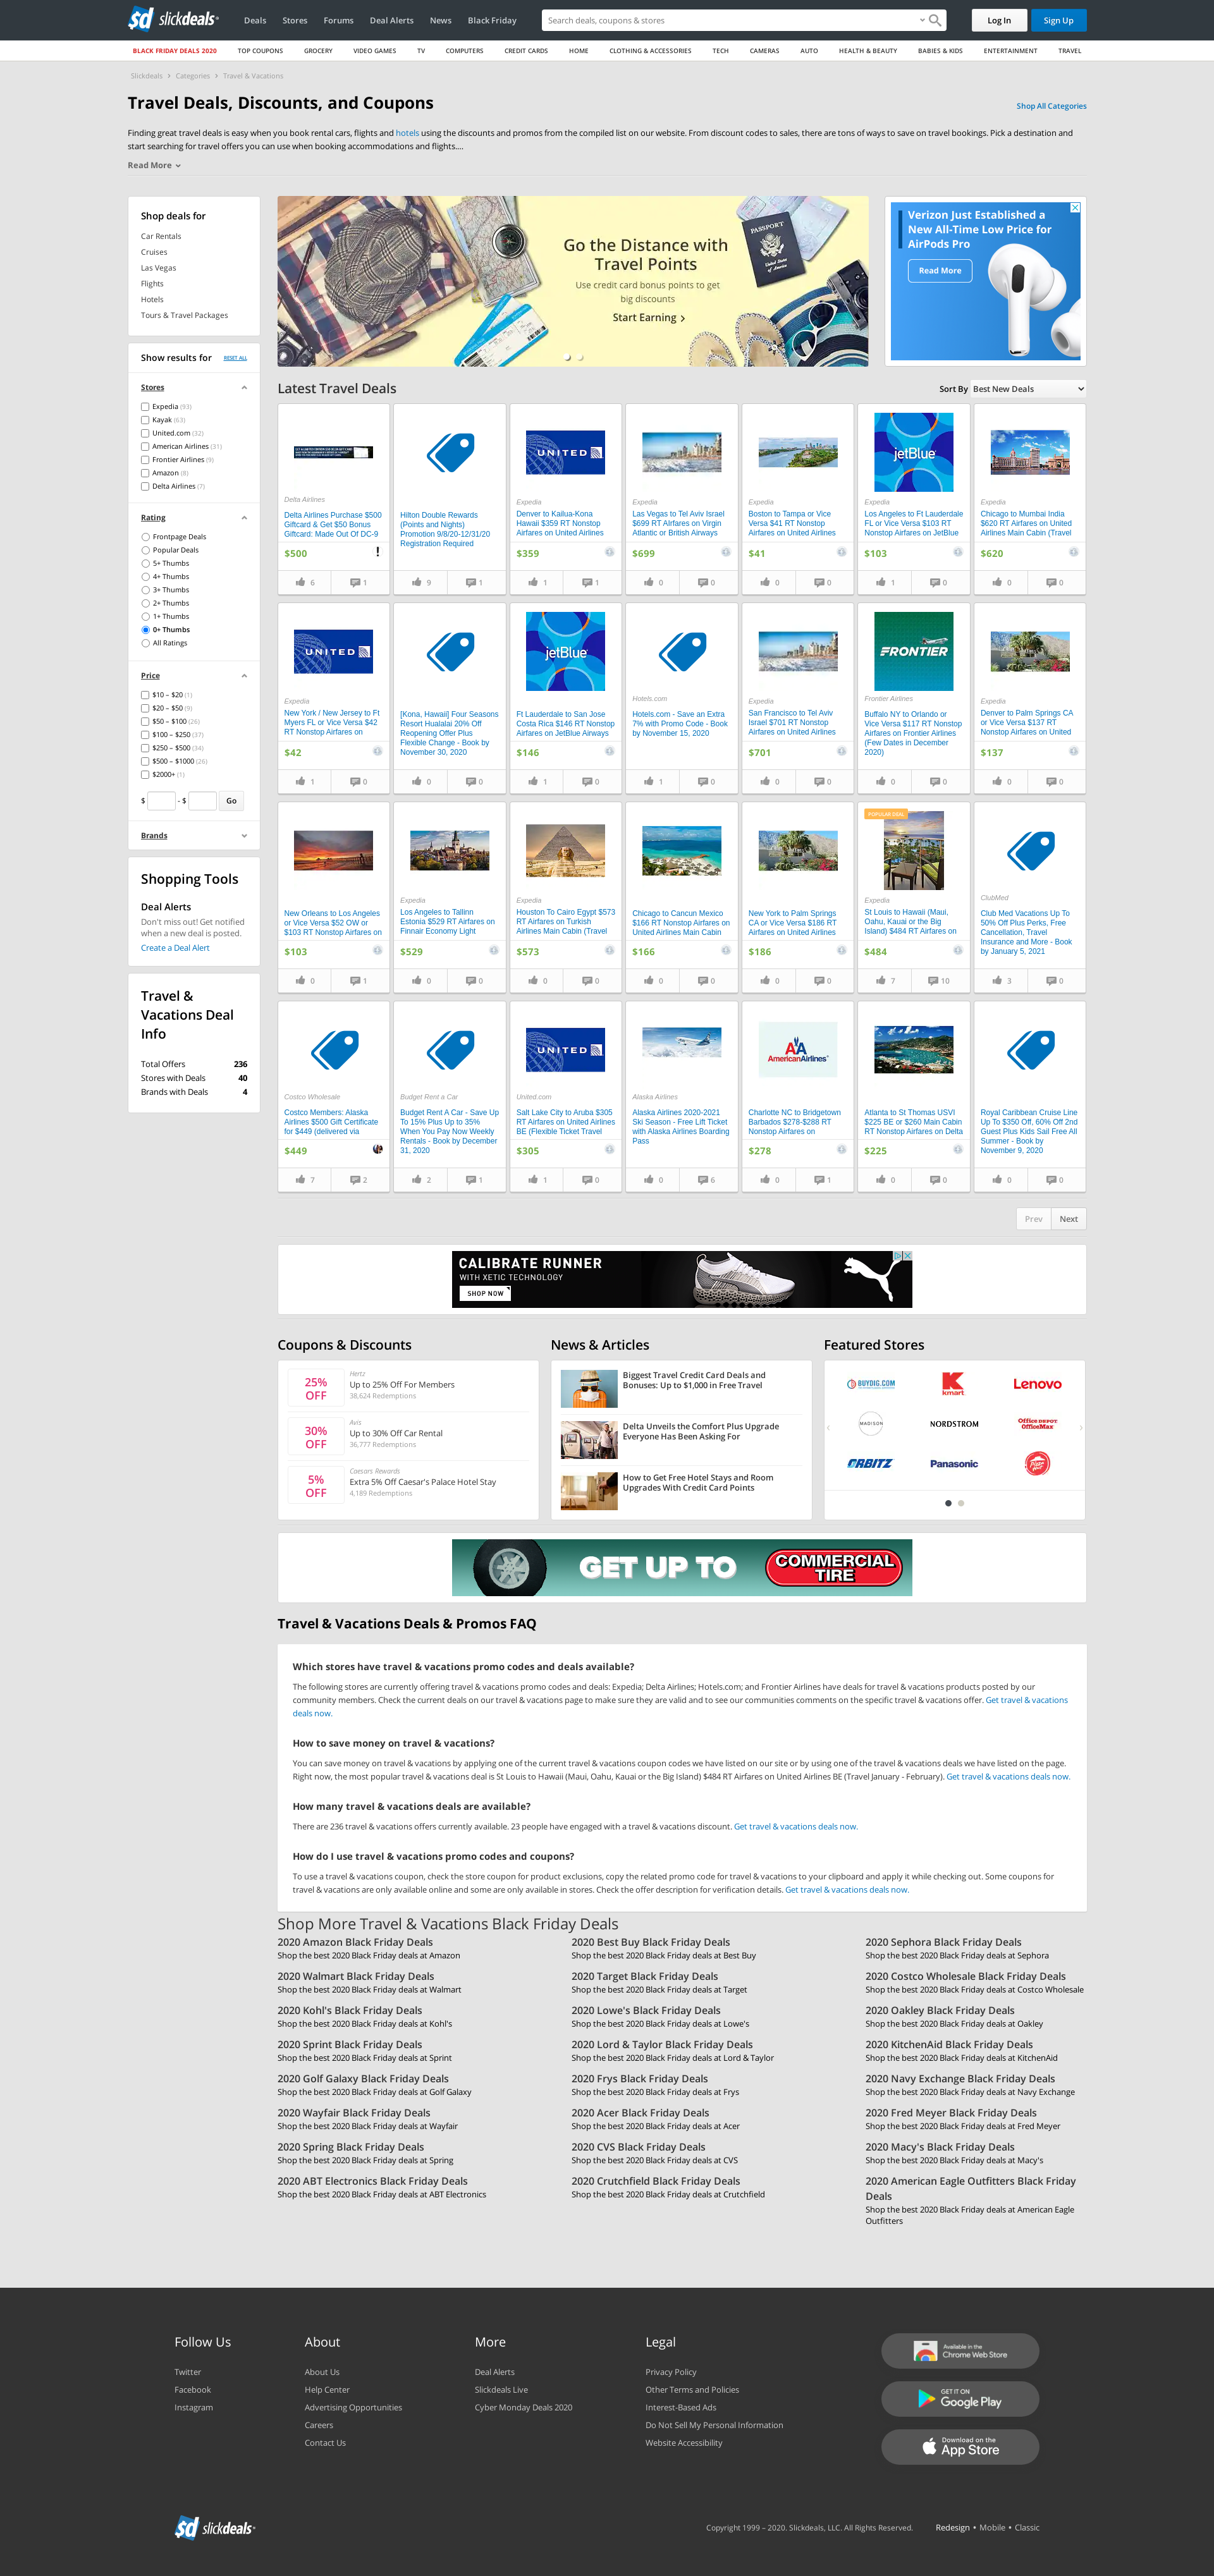 slickdeals
Deals
Stores
Forums
Deal Alerts
News
Black Friday
Search deals, coupons & stores
Log In
Sign Up
BLACK FRIDAY DEALS 2020
TOP COUPONS
GROCERY
VIDEO GAMES
TV
COMPUTERS
CREDIT CARDS
HOME
CLOTHING & ACCESSORIES
TECH
CAMERAS
AUTO
HEALTH & BEAUTY
BABIES & KIDS
ENTERTAINMENT
TRAVEL
Slickdeals > Categories > Travel & Vacations
Travel Deals, Discounts, and Coupons
Shop All Categories
Finding great travel deals is easy when you book rental cars, flights and hotels using the discounts and promos from the compiled list on our website. From discount codes to sales, there are tons of ways to save on travel bookings. Pick a destination and
start searching for travel offers you can use when booking accommodations and flights....
Read More
Shop deals for
Car Rentals
Cruises
Las Vegas
Flights
Hotels
Tours & Travel Packages
Show results for
RESET ALL
Stores
Expedia (93)
Kayak (63)
United.com (32)
American Airlines (31)
Frontier Airlines (9)
Amazon (8)
Delta Airlines (7)
Rating
Frontpage Deals
Popular Deals
5+ Thumbs
4+ Thumbs
3+ Thumbs
2+ Thumbs
1+ Thumbs
0+ Thumbs
All Ratings
Price
$10 – $20 (1)
$20 – $50 (9)
$50 – $100 (26)
$100 – $250 (37)
$250 – $500 (34)
$500 – $1000 (26)
$2000+ (1)
$ - $ Go
Brands
Shopping Tools
Deal Alerts
Don't miss out! Get notified
when a new deal is posted.
Create a Deal Alert
Travel &
Vacations Deal
Info
Total Offers 236
Stores with Deals 40
Brands with Deals 4
PASSPORT
Go the Distance with
Travel Points
Use credit card bonus points to get
big discounts
Start Earning >
Verizon Just Established a
New All-Time Low Price for
AirPods Pro
Read More
Latest Travel Deals
Sort By Best New Deals
Delta Airlines
Delta Airlines Purchase $500
Giftcard & Get $50 Bonus
Giftcard: Made Out Of DC-9
$500
6 1
Hilton Double Rewards
(Points and Nights)
Promotion 9/8/20-12/31/20
Registration Required
9 1
UNITED
Expedia
Denver to Kailua-Kona
Hawaii $359 RT Nonstop
Airfares on United Airlines
$359
1 1
Expedia
Las Vegas to Tel Aviv Israel
$699 RT AIrfares on Virgin
Atlantic or British Airways
$699
0 0
Expedia
Boston to Tampa or Vice
Versa $41 RT Nonstop
Airfares on United Airlines
$41
0 0
jetBlue
Expedia
Los Angeles to Ft Lauderdale
FL or Vice Versa $103 RT
Nonstop Airfares on JetBlue
$103
1 0
Expedia
Chicago to Mumbai India
$620 RT Airfares on United
Airlines Main Cabin (Travel
$620
0 0
UNITED
Expedia
New York / New Jersey to Ft
Myers FL or Vice Versa $42
RT Nonstop Airfares on
$42
1 0
[Kona, Hawaii] Four Seasons
Resort Hualalai 20% Off
Reopening Offer Plus
Flexible Change - Book by
November 30, 2020
0 0
jetBlue
Ft Lauderdale to San Jose
Costa Rica $146 RT Nonstop
Airfares on JetBlue Airways
$146
1 0
Hotels.com
Hotels.com - Save an Extra
7% with Promo Code - Book
by November 15, 2020
1 0
Expedia
San Francisco to Tel Aviv
Israel $701 RT Nonstop
Airfares on United Airlines
$701
0 0
FRONTIER
Frontier Airlines
Buffalo NY to Orlando or
Vice Versa $117 RT Nonstop
Airfares on Frontier Airlines
(Few Dates in December
2020)
0 0
Expedia
Denver to Palm Springs CA
or Vice Versa $137 RT
Nonstop Airfares on United
$137
0 0
New Orleans to Los Angeles
or Vice Versa $52 OW or
$103 RT Nonstop Airfares on
$103
0 1
Expedia
Los Angeles to Tallinn
Estonia $529 RT Airfares on
Finnair Economy Light
$529
0 0
Expedia
Houston To Cairo Egypt $573
RT Airfares on Turkish
Airlines Main Cabin (Travel
$573
0 0
Chicago to Cancun Mexico
$166 RT Nonstop Airfares on
United Airlines Main Cabin
$166
0 0
New York to Palm Springs
CA or Vice Versa $186 RT
Airfares on United Airlines
$186
0 0
POPULAR DEAL
Expedia
St Louis to Hawaii (Maui,
Oahu, Kauai or the Big
Island) $484 RT Airfares on
$484
7 10
ClubMed
Club Med Vacations Up To
50% Off Plus Perks, Free
Cancellation, Travel
Insurance and More - Book
by January 5, 2021
3 0
Costco Wholesale
Costco Members: Alaska
Airlines $500 Gift Certificate
for $449 (delivered via
$449
7 2
Budget Rent a Car
Budget Rent A Car - Save Up
To 15% Plus Up to 35%
When You Pay Now Weekly
Rentals - Book by December
31, 2020
2 1
UNITED
United.com
Salt Lake City to Aruba $305
RT Airfares on United Airlines
BE (Flexible Ticket Travel
$305
1 0
Alaska Airlines
Alaska Airlines 2020-2021
Ski Season - Free Lift Ticket
with Alaska Airlines Boarding
Pass
0 6
AmericanAirlines
Charlotte NC to Bridgetown
Barbados $278-$288 RT
Nonstop Airfares on
$278
0 1
Atlanta to St Thomas USVI
$225 BE or $260 Main Cabin
RT Nonstop Airfares on Delta
$225
0 0
Royal Caribbean Cruise Line
Up To $350 Off, 60% Off 2nd
Guest Plus Kids Sail Free All
Summer - Book by
November 9, 2020
0 0
Prev
Next
CALIBRATE RUNNER
WITH XETIC TECHNOLOGY
SHOP NOW
Coupons & Discounts
25%
OFF
Hertz
Up to 25% Off For Members
38,624 Redemptions
30%
OFF
Avis
Up to 30% Off Car Rental
36,777 Redemptions
5%
OFF
Caesars Rewards
Extra 5% Off Caesar's Palace Hotel Stay
4,189 Redemptions
News & Articles
Biggest Travel Credit Card Deals and
Bonuses: Up to $1,000 in Free Travel
Delta Unveils the Comfort Plus Upgrade
Everyone Has Been Asking For
How to Get Free Hotel Stays and Room
Upgrades With Credit Card Points
Featured Stores
BUYDIG.COM
kmart
Lenovo
MADISON
NORDSTROM
Office DEPOT
OfficeMax
ORBITZ
Panasonic
Pizza Hut
GET UP TO
COMMERCIAL
TIRE
Travel & Vacations Deals & Promos FAQ
Which stores have travel & vacations promo codes and deals available?
The following stores are currently offering travel & vacations promo codes and deals: Expedia; Delta Airlines; Hotels.com; and Frontier Airlines have deals for travel & vacations products posted by our
community members. Check the current deals on our travel & vacations page to make sure they are valid and to see our communities comments on the specific travel & vacations offer. Get travel & vacations
deals now.
How to save money on travel & vacations?
You can save money on travel & vacations by applying one of the current travel & vacations coupon codes we have listed on our site or by using one of the travel & vacations deals we have listed on the page.
Right now, the most popular travel & vacations deal is St Louis to Hawaii (Maui, Oahu, Kauai or the Big Island) $484 RT Airfares on United Airlines BE (Travel January - February). Get travel & vacations deals now.
How many travel & vacations deals are available?
There are 236 travel & vacations offers currently available. 23 people have engaged with a travel & vacations discount. Get travel & vacations deals now.
How do I use travel & vacations promo codes and coupons?
To use a travel & vacations coupon, check the store coupon for product exclusions, copy the related promo code for travel & vacations to your clipboard and apply it while checking out. Some coupons for
travel & vacations are only available online and some are only available in stores. Check the offer description for verification details. Get travel & vacations deals now.
Shop More Travel & Vacations Black Friday Deals
2020 Amazon Black Friday Deals
Shop the best 2020 Black Friday deals at Amazon
2020 Best Buy Black Friday Deals
Shop the best 2020 Black Friday deals at Best Buy
2020 Sephora Black Friday Deals
Shop the best 2020 Black Friday deals at Sephora
2020 Walmart Black Friday Deals
Shop the best 2020 Black Friday deals at Walmart
2020 Target Black Friday Deals
Shop the best 2020 Black Friday deals at Target
2020 Costco Wholesale Black Friday Deals
Shop the best 2020 Black Friday deals at Costco Wholesale
2020 Kohl's Black Friday Deals
Shop the best 2020 Black Friday deals at Kohl's
2020 Lowe's Black Friday Deals
Shop the best 2020 Black Friday deals at Lowe's
2020 Oakley Black Friday Deals
Shop the best 2020 Black Friday deals at Oakley
2020 Sprint Black Friday Deals
Shop the best 2020 Black Friday deals at Sprint
2020 Lord & Taylor Black Friday Deals
Shop the best 2020 Black Friday deals at Lord & Taylor
2020 KitchenAid Black Friday Deals
Shop the best 2020 Black Friday deals at KitchenAid
2020 Golf Galaxy Black Friday Deals
Shop the best 2020 Black Friday deals at Golf Galaxy
2020 Frys Black Friday Deals
Shop the best 2020 Black Friday deals at Frys
2020 Navy Exchange Black Friday Deals
Shop the best 2020 Black Friday deals at Navy Exchange
2020 Wayfair Black Friday Deals
Shop the best 2020 Black Friday deals at Wayfair
2020 Acer Black Friday Deals
Shop the best 2020 Black Friday deals at Acer
2020 Fred Meyer Black Friday Deals
Shop the best 2020 Black Friday deals at Fred Meyer
2020 Spring Black Friday Deals
Shop the best 2020 Black Friday deals at Spring
2020 CVS Black Friday Deals
Shop the best 2020 Black Friday deals at CVS
2020 Macy's Black Friday Deals
Shop the best 2020 Black Friday deals at Macy's
2020 ABT Electronics Black Friday Deals
Shop the best 2020 Black Friday deals at ABT Electronics
2020 Crutchfield Black Friday Deals
Shop the best 2020 Black Friday deals at Crutchfield
2020 American Eagle Outfitters Black Friday
Deals
Shop the best 2020 Black Friday deals at American Eagle
Outfitters
Follow Us
Twitter
Facebook
Instagram
About
About Us
Help Center
Advertising Opportunities
Careers
Contact Us
More
Deal Alerts
Slickdeals Live
Cyber Monday Deals 2020
Legal
Privacy Policy
Other Terms and Policies
Interest-Based Ads
Do Not Sell My Personal Information
Website Accessibility
Available in the
Chrome Web Store
GET IT ON
Google Play
Download on the
App Store
slickdeals
Copyright 1999 – 2020. Slickdeals, LLC. All Rights Reserved.
Redesign • Mobile • Classic